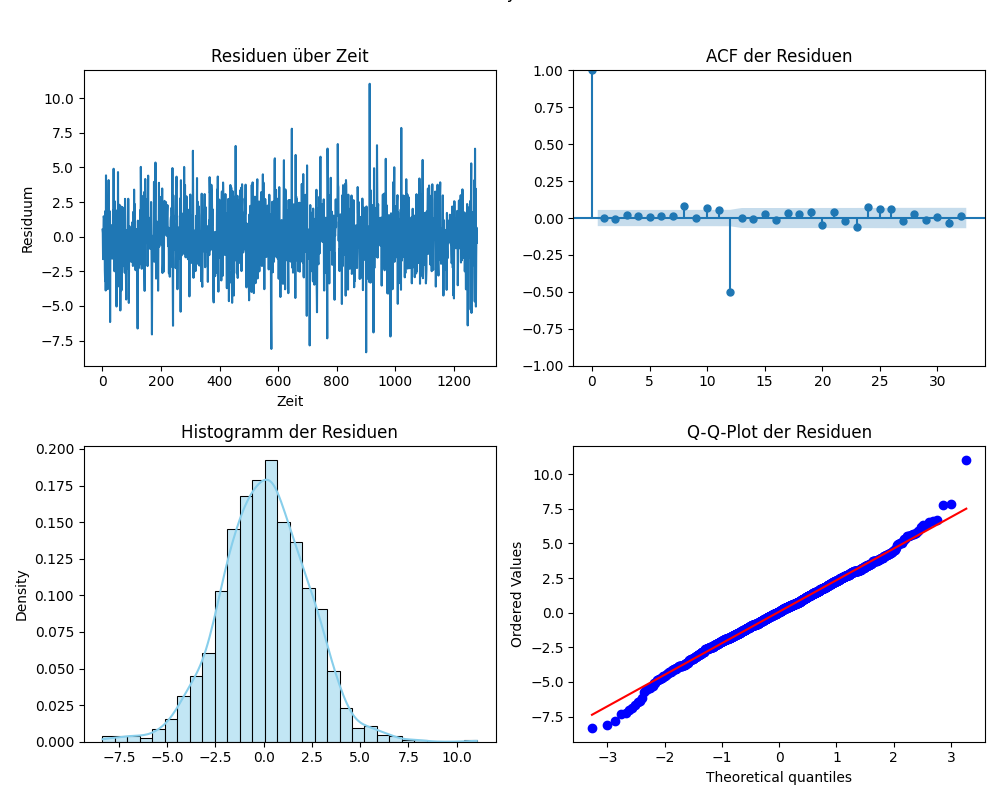 Residuen über Zeit
Residuum
10.0
7.5
5.0
2.5
0.0
−2.5
−5.0
−7.5
0 200 400 600 800 1000 1200
Zeit
ACF der Residuen
1.00
0.75
0.50
0.25
0.00
−0.25
−0.50
−0.75
−1.00
0 5 10 15 20 25 30
Histogramm der Residuen
Density
0.200
0.175
0.150
0.125
0.100
0.075
0.050
0.025
0.000
−7.5 −5.0 −2.5 0.0 2.5 5.0 7.5 10.0
Q-Q-Plot der Residuen
Ordered Values
10.0
7.5
5.0
2.5
0.0
−2.5
−5.0
−7.5
−3 −2 −1 0 1 2 3
Theoretical quantiles